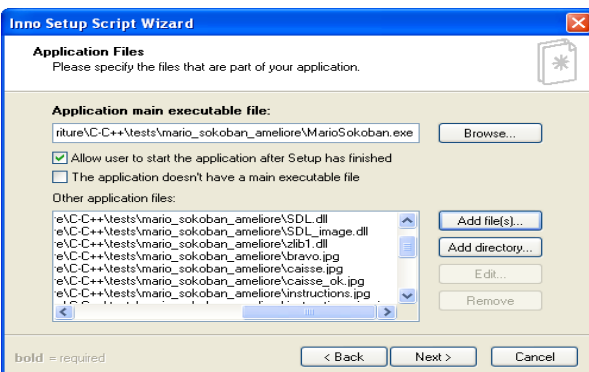 Inno Setup Script Wizard
Application Files
Please specify the files that are part of your application.
Application main executable file:
riture\C-C++\tests\mario_sokoban_ameliore\MarioSokoban.exe
Browse...
Allow user to start the application after Setup has finished
The application doesn't have a main executable file
Other application files:
e\C-C++\tests\mario_sokoban_ameliore\SDL.dll
e\C-C++\tests\mario_sokoban_ameliore\SDL_image.dll
e\C-C++\tests\mario_sokoban_ameliore\zlib1.dll
e\C-C++\tests\mario_sokoban_ameliore\bravo.jpg
e\C-C++\tests\mario_sokoban_ameliore\caisse.jpg
e\C-C++\tests\mario_sokoban_ameliore\caisse_ok.jpg
e\C-C++\tests\mario_sokoban_ameliore\instructions.jpg
Add file(s)...
Add directory...
Edit...
Remove
bold = required
< Back
Next >
Cancel